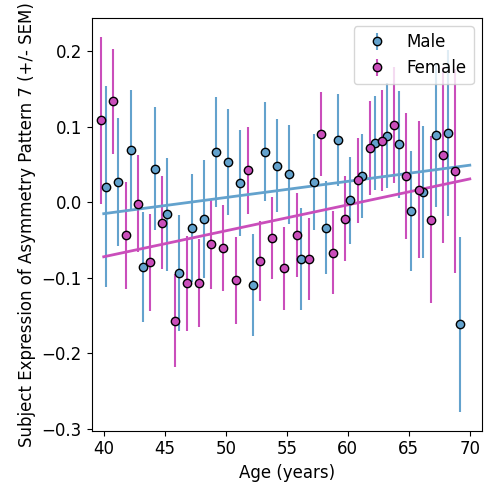 Subject Expression of Asymmetry Pattern 7 (+/- SEM)
0.2
0.1
0.0
−0.1
−0.2
−0.3
Male
Female
40 45 50 55 60 65 70
Age (years)